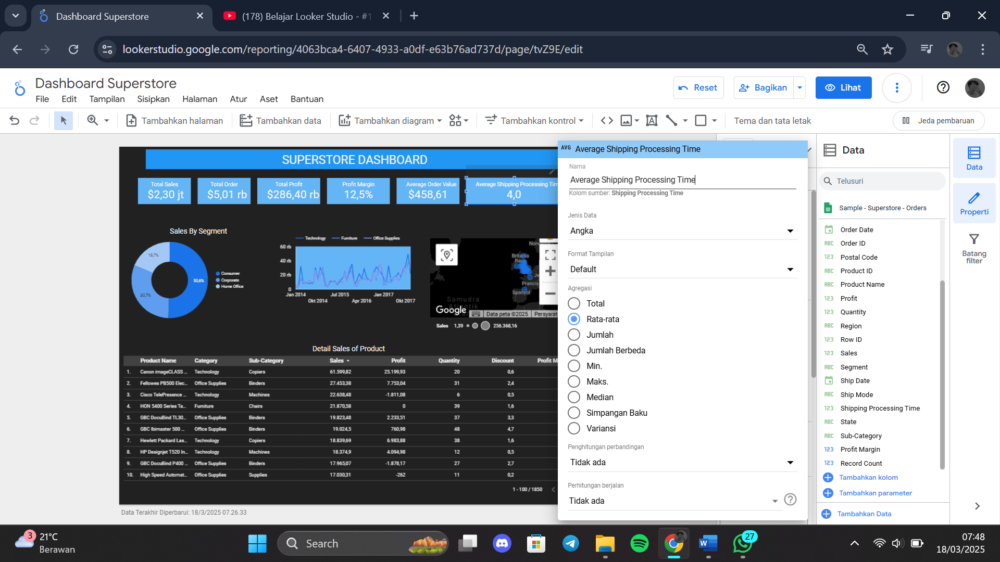 Dashboard Superstore
(178) Belajar Looker Studio - #1
lookerstudio.google.com/reporting/4063bca4-6407-4933-a0df-e63b76ad737d/page/tvZ9E/edit
Dashboard Superstore
File Edit Tampilan Sisipkan Halaman Atur Aset Bantuan
Reset
Bagikan
Lihat
Tambahkan halaman
Tambahkan data
Tambahkan diagram
Tambahkan kontrol
Tema dan tata letak
Jeda pembaruan
SUPERSTORE DASHBOARD
Total Sales
$2,30 jt
Total Order
$5,01 rb
Total Profit
$286,40 rb
Profit Margin
12,5%
Average Order Value
$458,61
Average Shipping Processing Tim
4,0
Sales By Segment
18,7%
50,6%
30,7%
Consumer
Corporate
Home Office
Technology Furniture Office Supplies
60 rb
40 rb
20 rb
0
Jan 2014 Jul 2015 Jan 2017
Okt 2014 Apr 2016 Okt 2017
Britania
Prancis
Spanyol
Samudra
Google
Data peta ©2025
Persyarat
Sales 1,39 256.368,16
Detail Sales of Product
Product Name Category Sub-Category Sales Profit Quantity Discount Profit M
1. Canon imageCLASS ... Technology Copiers 61.599,82 25.199,93 20 0,6
2. Fellowes PB500 Elec... Office Supplies Binders 27.453,38 7.753,04 31 2,4
3. Cisco TelePresence ... Technology Machines 22.638,48 -1.811,08 6 0,5
4. HON 5400 Series Ta... Furniture Chairs 21.870,58 0 39 1,6
5. GBC DocuBind TL30... Office Supplies Binders 19.823,48 2.233,51 37 3,3
6. GBC Ibimaster 500 ... Office Supplies Binders 19.024,5 760,98 48 4,7
7. Hewlett Packard Las... Technology Copiers 18.839,69 6.983,88 38 1,6
8. HP Designjet T520 In... Technology Machines 18.374,9 4.094,98 12 0,5
9. GBC DocuBind P400 ... Office Supplies Binders 17.965,07 -1.878,17 27 2,7
10. High Speed Automat... Office Supplies Supplies 17.030,31 -262 11 0,2
1 - 100 / 1850
Data Terakhir Diperbarui: 18/3/2025 07.26.33
AVG Average Shipping Processing Time
Nama
Average Shipping Processing Time
Kolom sumber: Shipping Processing Time
Jenis Data
Angka
Format Tampilan
Default
Agregasi
Total
Rata-rata
Jumlah
Jumlah Berbeda
Min.
Maks.
Median
Simpangan Baku
Variansi
Penghitungan perbandingan
Tidak ada
Perhitungan berjalan
Tidak ada
Data
Telusuri
Sample - Superstore - Orders
Order Date
ABC Order ID
123 Postal Code
ABC Product ID
ABC Product Name
123 Profit
123 Quantity
ABC Region
123 Row ID
123 Sales
ABC Segment
Ship Date
ABC Ship Mode
123 Shipping Processing Time
ABC State
ABC Sub-Category
123 Profit Margin
123 Record Count
Tambahkan kolom
Tambahkan parameter
Tambahkan Data
Data
Properti
Batang
filter
3
21°C
Berawan
Search
W
27
07:48
18/03/2025